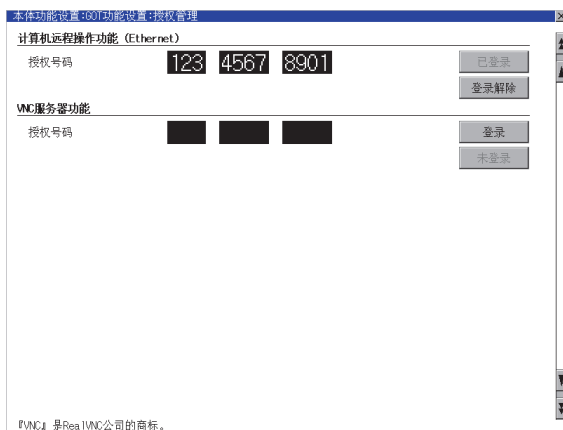 本体功能设置:GOT功能设置:授权管理
计算机远程操作功能 (Ethernet)
授权号码 123 4567 8901 已登录
登录解除
VNC服务器功能
授权号码 登录
未登录
『VNC』是RealVNC公司的商标。